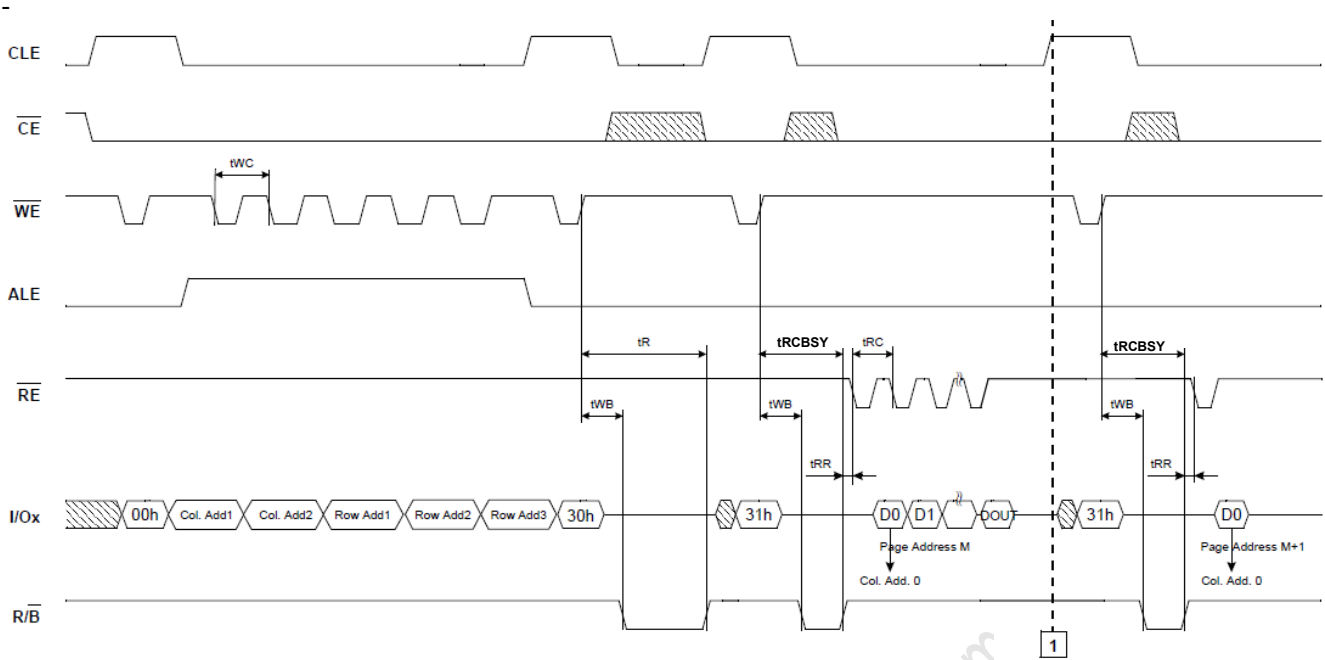 -
CLE
CE
tWC
WE
ALE
tR
tRCBSY
tRC
tRCBSY
RE
tWB
tWB
tWB
tRR
tRR
I/Ox
00h
Col. Add1
Col. Add2
Row Add1
Row Add2
Row Add3
30h
31h
D0
D1
DOUT
31h
D0
Page Address M
Page Address M+1
Col. Add. 0
Col. Add. 0
R/B
1